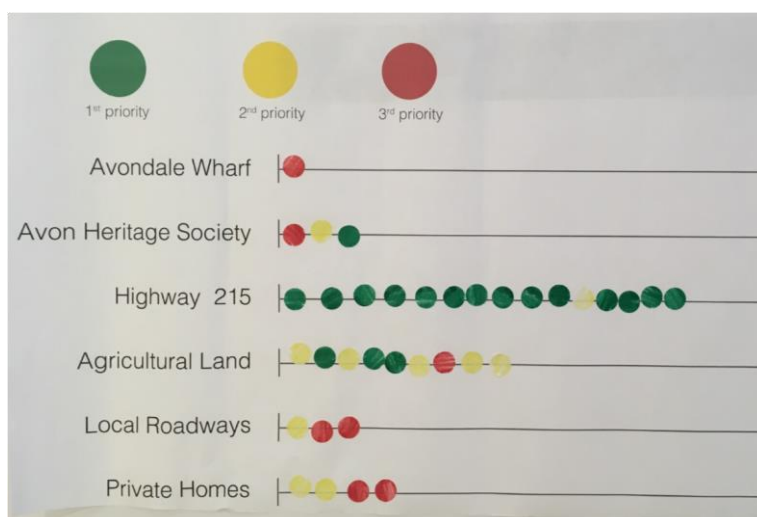 1st priority
2nd priority
3rd priority
Avondale Wharf
Avon Heritage Society
Highway 215
Agricultural Land
Local Roadways
Private Homes